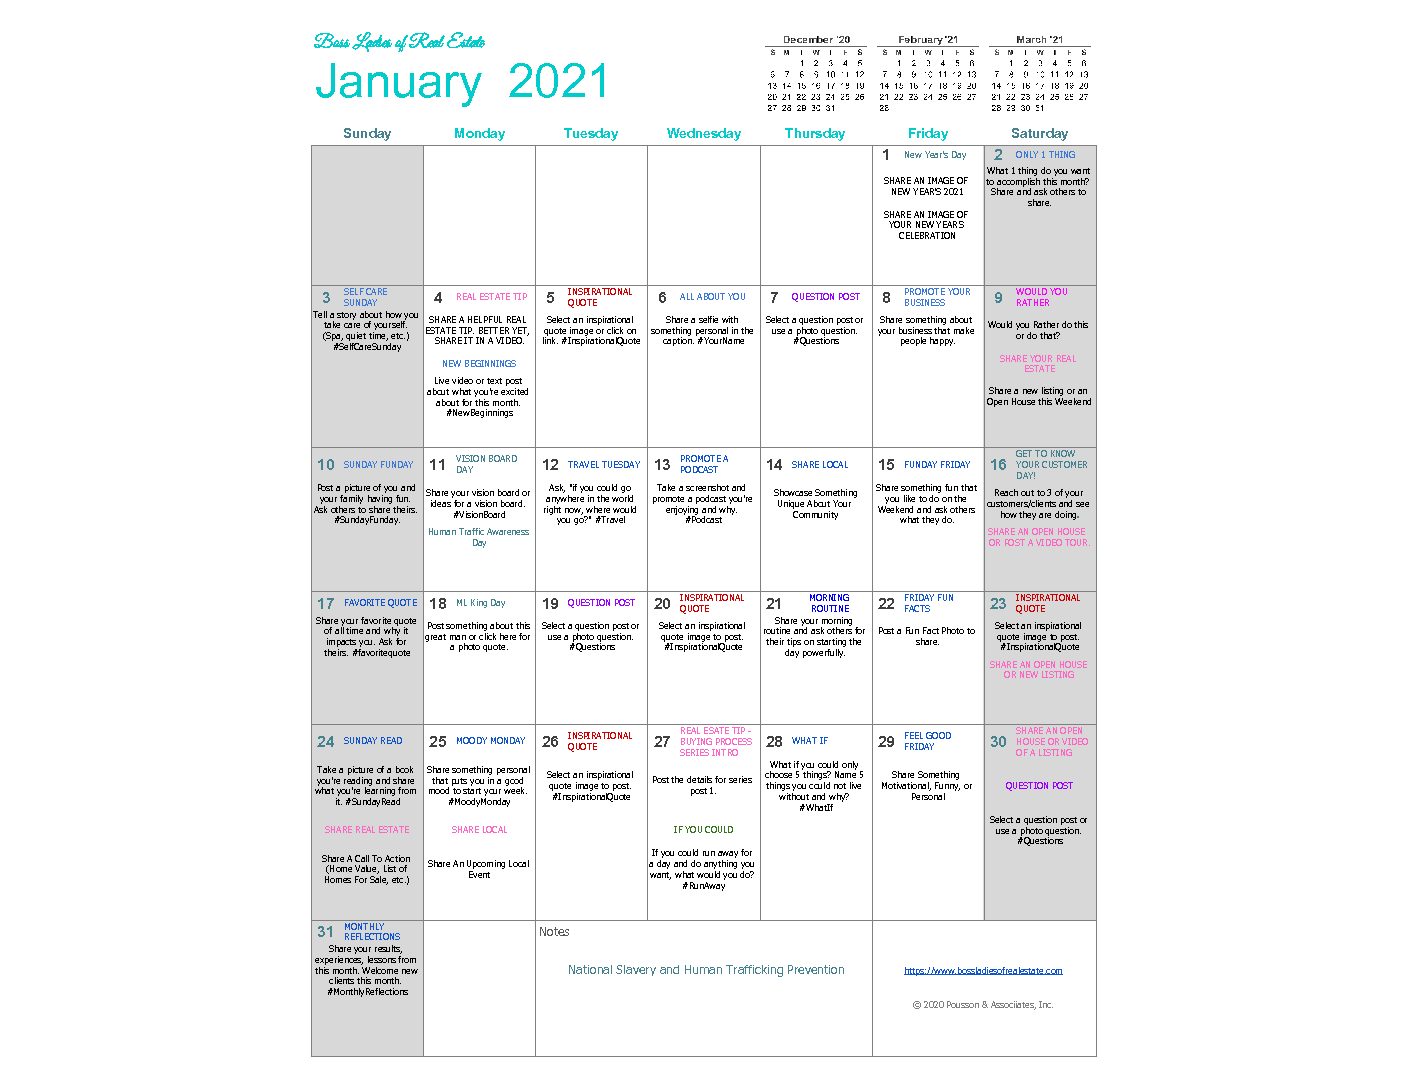 Boss Ladies of Real Estate
January 2021
December '20
S M T W T F S
1 2 3 4 5
6 7 8 9 10 11 12
13 14 15 16 17 18 19
20 21 22 23 24 25 26
27 28 29 30 31
February '21
S M T W T F S
1 2 3 4 5 6
7 8 9 10 11 12 13
14 15 16 17 18 19 20
21 22 23 24 25 26 27
28
March '21
S M T W T F S
1 2 3 4 5 6
7 8 9 10 11 12 13
14 15 16 17 18 19 20
21 22 23 24 25 26 27
28 29 30 31
Sunday Monday Tuesday Wednesday Thursday Friday Saturday
1 New Year's Day
SHARE AN IMAGE OF
NEW YEAR'S 2021
SHARE AN IMAGE OF
YOUR NEW YEARS
CELEBRATION
2 ONLY 1 THING
What 1 thing do you want
to accomplish this month?
Share and ask others to
share.
3 SELF CARE
SUNDAY
Tell a story about how you
take care of yourself.
(Spa, quiet time, etc.)
#SelfCareSunday
4 REAL ESTATE TIP
SHARE A HELPFUL REAL
ESTATE TIP. BETTER YET,
SHARE IT IN A VIDEO.
NEW BEGINNINGS
Live video or text post
about what you're excited
about for this month.
#NewBeginnings
5 INSPIRATIONAL
QUOTE
Select an inspirational
quote image or click on
link. #InspirationalQuote
6 ALL ABOUT YOU
Share a selfie with
something personal in the
caption. #YourName
7 QUESTION POST
Select a question post or
use a photo question.
#Questions
8 PROMOTE YOUR
BUSINESS
Share something about
your business that make
people happy.
9 WOULD YOU
RATHER
Would you Rather do this
or do that?
SHARE YOUR REAL
ESTATE
Share a new listing or an
Open House this Weekend
10 SUNDAY FUNDAY
Post a picture of you and
your family having fun.
Ask others to share theirs.
#SundayFunday.
11 VISION BOARD
DAY
Share your vision board or
ideas for a vision board.
#VisionBoard
Human Traffic Awareness
Day
12 TRAVEL TUESDAY
Ask, "if you could go
anywhere in the world
right now, where would
you go?" #Travel
13 PROMOTE A
PODCAST
Take a screenshot and
promote a podcast you're
enjoying and why.
#Podcast
14 SHARE LOCAL
Showcase Something
Unique About Your
Community
15 FUNDAY FRIDAY
Share something fun that
you like to do on the
Weekend and ask others
what they do.
16 GET TO KNOW
YOUR CUSTOMER
DAY!
Reach out to 3 of your
customers/clients and see
how they are doing.
SHARE AN OPEN HOUSE
OR POST A VIDEO TOUR.
17 FAVORITE QUOTE
Share your favorite quote
of all time and why it
impacts you. Ask for
theirs. #favoritequote
18 ML King Day
Post something about this
great man or click here for
a photo quote.
19 QUESTION POST
Select a question post or
use a photo question.
#Questions
20 INSPIRATIONAL
QUOTE
Select an inspirational
quote image to post.
#InspirationalQuote
21 MORNING
ROUTINE
Share your morning
routine and ask others for
their tips on starting the
day powerfully.
22 FRIDAY FUN
FACTS
Post a Fun Fact Photo to
share.
23 INSPIRATIONAL
QUOTE
Select an inspirational
quote image to post.
#InspirationalQuote
SHARE AN OPEN HOUSE
OR NEW LISTING
24 SUNDAY READ
Take a picture of a book
you're reading and share
what you're learning from
it. #SundayRead
SHARE REAL ESTATE
Share A Call To Action
(Home Value, List of
Homes For Sale, etc.)
25 MOODY MONDAY
Share something personal
that puts you in a good
mood to start your week.
#MoodyMonday
SHARE LOCAL
Share An Upcoming Local
Event
26 INSPIRATIONAL
QUOTE
Select an inspirational
quote image to post.
#InspirationalQuote
27 REAL ESATE TIP -
BUYING PROCESS
SERIES INTRO
Post the details for series
post 1.
IF YOU COULD
If you could run away for
a day and do anything you
want, what would you do?
#RunAway
28 WHAT IF
What if you could only
choose 5 things? Name 5
things you could not live
without and why?
#WhatIf
29 FEEL GOOD
FRIDAY
Share Something
Motivational, Funny, or
Personal
30 SHARE AN OPEN
HOUSE OR VIDEO
OF A LISTING
QUESTION POST
Select a question post or
use a photo question.
#Questions
31 MONTHLY
REFLECTIONS
Share your results,
experiences, lessons from
this month. Welcome new
clients this month.
#MonthlyReflections
Notes
National Slavery and Human Trafficking Prevention
https://www.bossladiesofrealestate.com
© 2020 Pousson & Associiates, Inc.